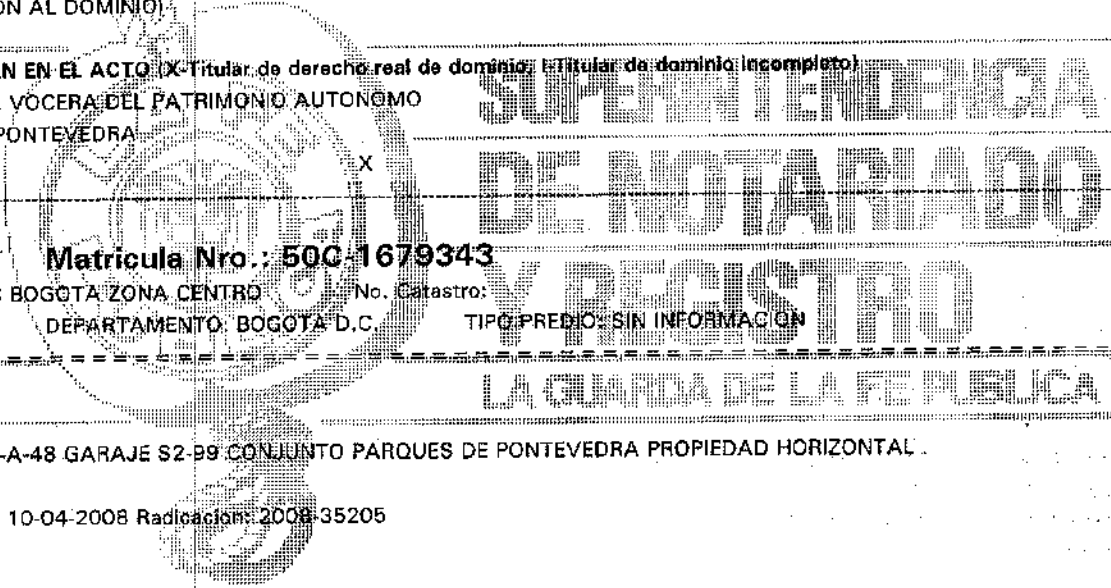 ON AL DOMINIO)
N EN EL ACTO (X-Titular de derecho real de dominio, I-Titular de dominio incompleto)
VOCERA DEL PATRIMONIO AUTONOMO
PONTEVEDRA
X
SUPERINTENDENCIA
DE NOTARIADO
Y REGISTRO
LA GUARDA DE LA FE PUBLICA
Matricula Nro.: 50C-1679343
: BOGOTA ZONA CENTRO No. Catastro:
DEPARTAMENTO: BOGOTA D.C. TIPO PREDIO: SIN INFORMACION
-A-48 GARAJE S2-99 CONJUNTO PARQUES DE PONTEVEDRA PROPIEDAD HORIZONTAL .
10-04-2008 Radicacion: 2008-35205